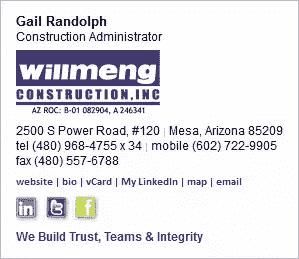 Gail Randolph
Construction Administrator
willmeng
CONSTRUCTION, INC
AZ ROC: B-01 082904, A 246341
2500 S Power Road, #120 | Mesa, Arizona 85209
tel (480) 968-4755 x 34 | mobile (602) 722-9905
fax (480) 557-6788
website | bio | vCard | My LinkedIn | map | email
in t f
We Build Trust, Teams & Integrity